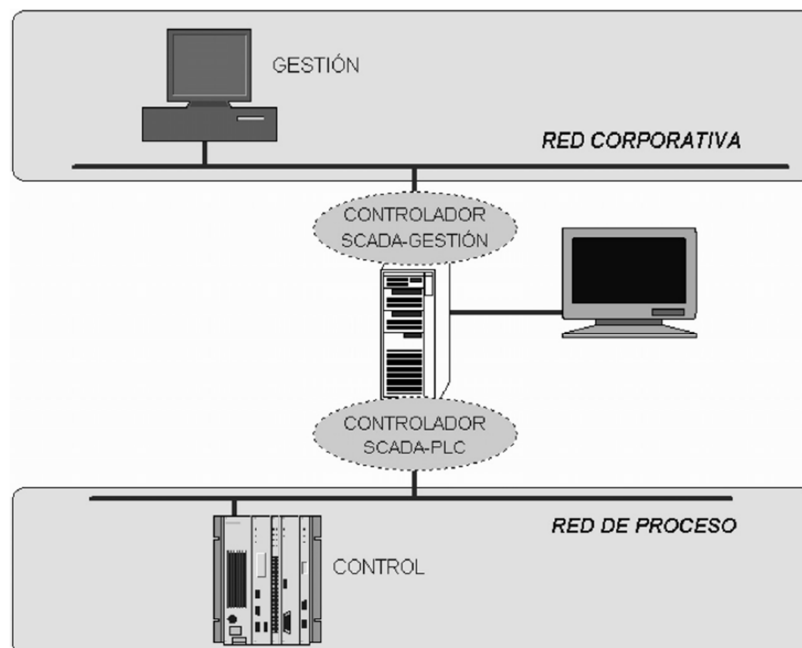 GESTIÓN
RED CORPORATIVA
CONTROLADOR
SCADA-GESTIÓN
CONTROLADOR
SCADA-PLC
RED DE PROCESO
CONTROL